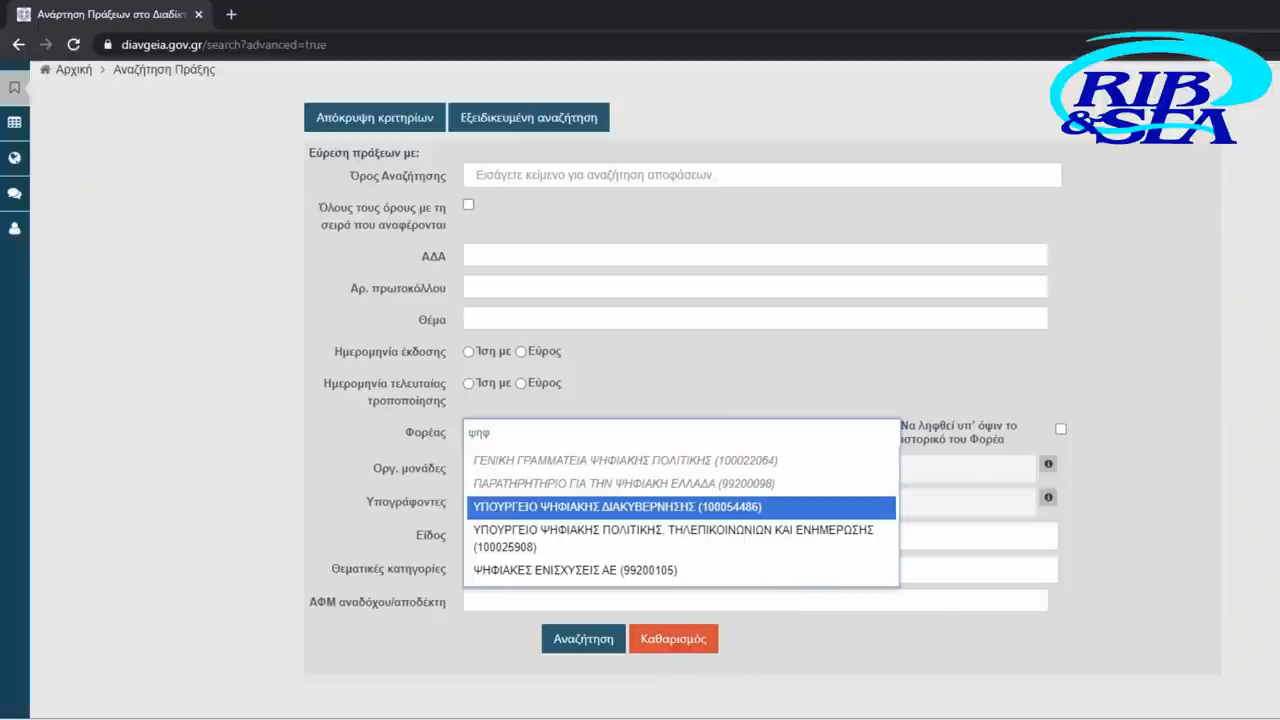 Ανάρτηση Πράξεων στο Διαδίκτ
diavgeia.gov.gr/search?advanced=true
Αρχική > Αναζήτηση Πράξης
RIB
&SEA
Απόκρυψη κριτηρίων Εξειδικευμένη αναζήτηση
Εύρεση πράξεων με:
Όρος Αναζήτησης Εισάγετε κείμενο για αναζήτηση αποφάσεων
Όλους τους όρους με τη
σειρά που αναφέρονται
ΑΔΑ
Αρ. πρωτοκόλλου
Θέμα
Ημερομηνία έκδοσης Ίση με Εύρος
Ημερομηνία τελευταίας Ίση με Εύρος
τροποποίησης
Φορέας ψηφ Να ληφθεί υπ' όψιν το
ιστορικό του Φορέα
ΓΕΝΙΚΗ ΓΡΑΜΜΑΤΕΙΑ ΨΗΦΙΑΚΗΣ ΠΟΛΙΤΙΚΗΣ (100022064)
Οργ. μονάδες
ΠΑΡΑΤΗΡΗΤΗΡΙΟ ΓΙΑ ΤΗΝ ΨΗΦΙΑΚΗ ΕΛΛΑΔΑ (99200098)
Υπογράφοντες
ΥΠΟΥΡΓΕΙΟ ΨΗΦΙΑΚΗΣ ΔΙΑΚΥΒΕΡΝΗΣΗΣ (100054486)
Είδος
ΥΠΟΥΡΓΕΙΟ ΨΗΦΙΑΚΗΣ ΠΟΛΙΤΙΚΗΣ, ΤΗΛΕΠΙΚΟΙΝΩΝΙΩΝ ΚΑΙ ΕΝΗΜΕΡΩΣΗΣ
(100025908)
Θεματικές κατηγορίες ΨΗΦΙΑΚΕΣ ΕΝΙΣΧΥΣΕΙΣ ΑΕ (99200105)
ΑΦΜ αναδόχου/αποδέκτη
Αναζήτηση Καθαρισμός